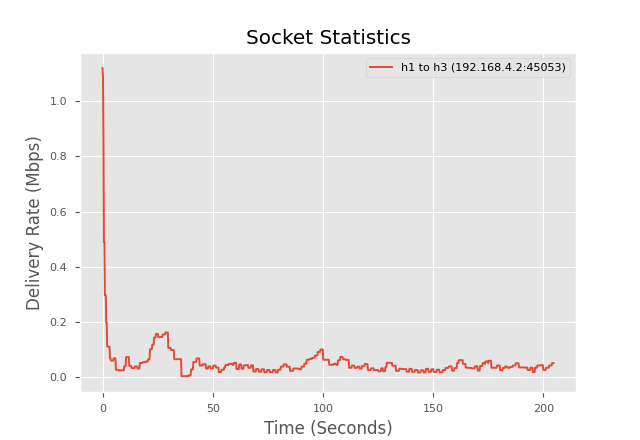 Socket Statistics
h1 to h3 (192.168.4.2:45053)
Delivery Rate (Mbps)
1.0
0.8
0.6
0.4
0.2
0.0
0
50
100
150
200
Time (Seconds)